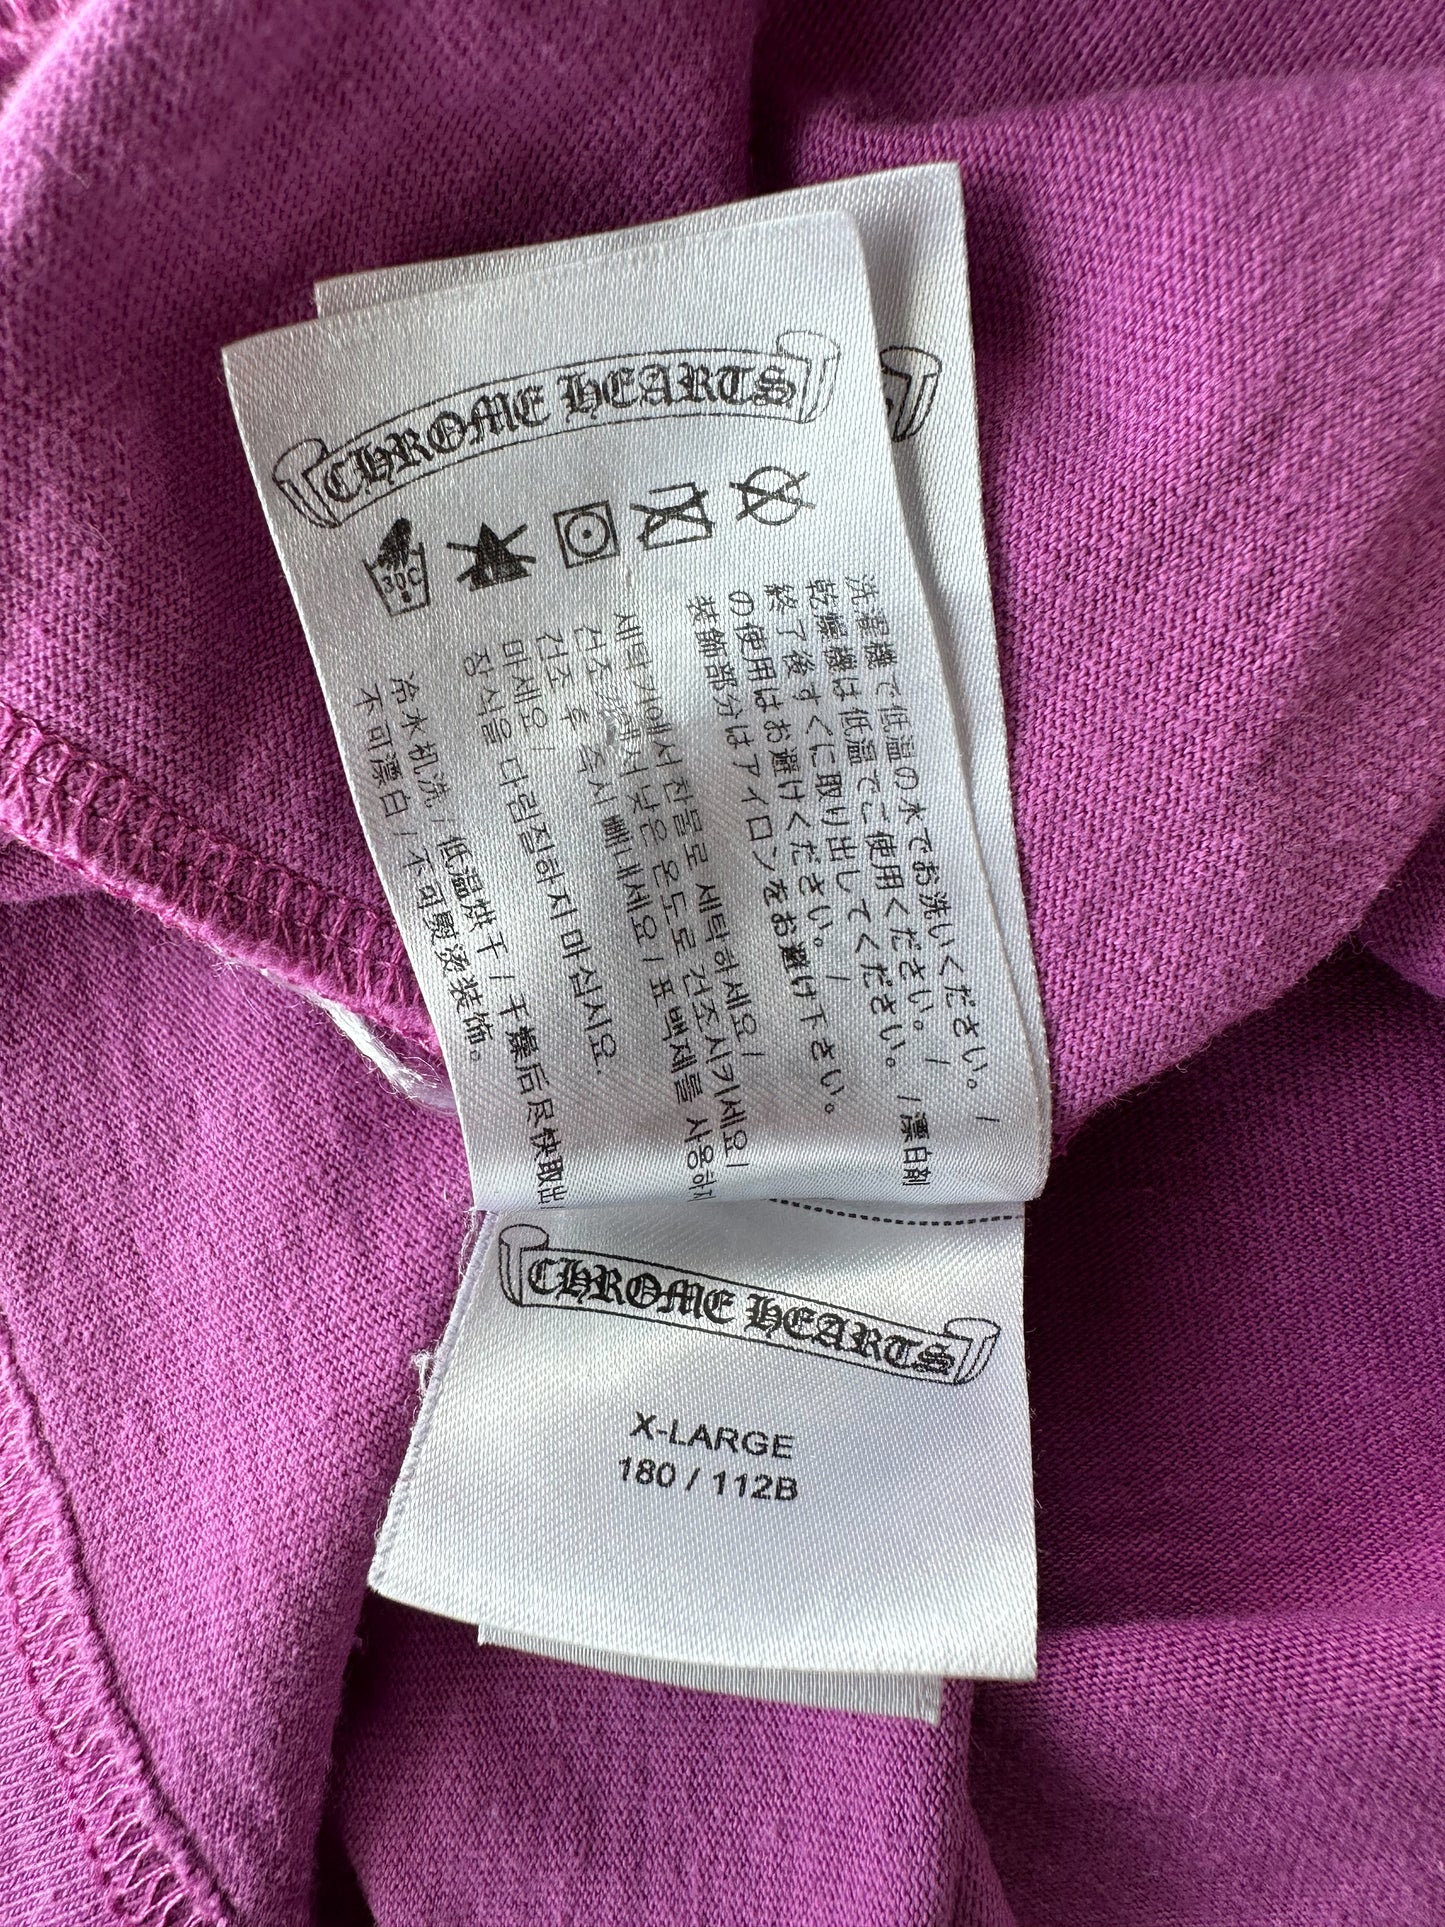 CHROME HEARTS
30°C
洗濯機で低温の水でお洗いください。/
乾燥機は低温でご使用ください。/
終了後すぐに取り出してください。/漂白剤
の使用はお避けください。/
装飾部分はアイロンをお避け下さい。
세탁기에서 찬물로 세탁하세요/
건조기에서 낮은 온도로 건조시키세요/
건조 후 즉시 빼내세요/표백제를 사용하지
마세요/
장식을 다림질하지마십시요.
冷水机洗/低温烘干/干燥后尽快取出
不可漂白/不可熨烫装饰。
CHROME HEARTS
X-LARGE
180 / 112B